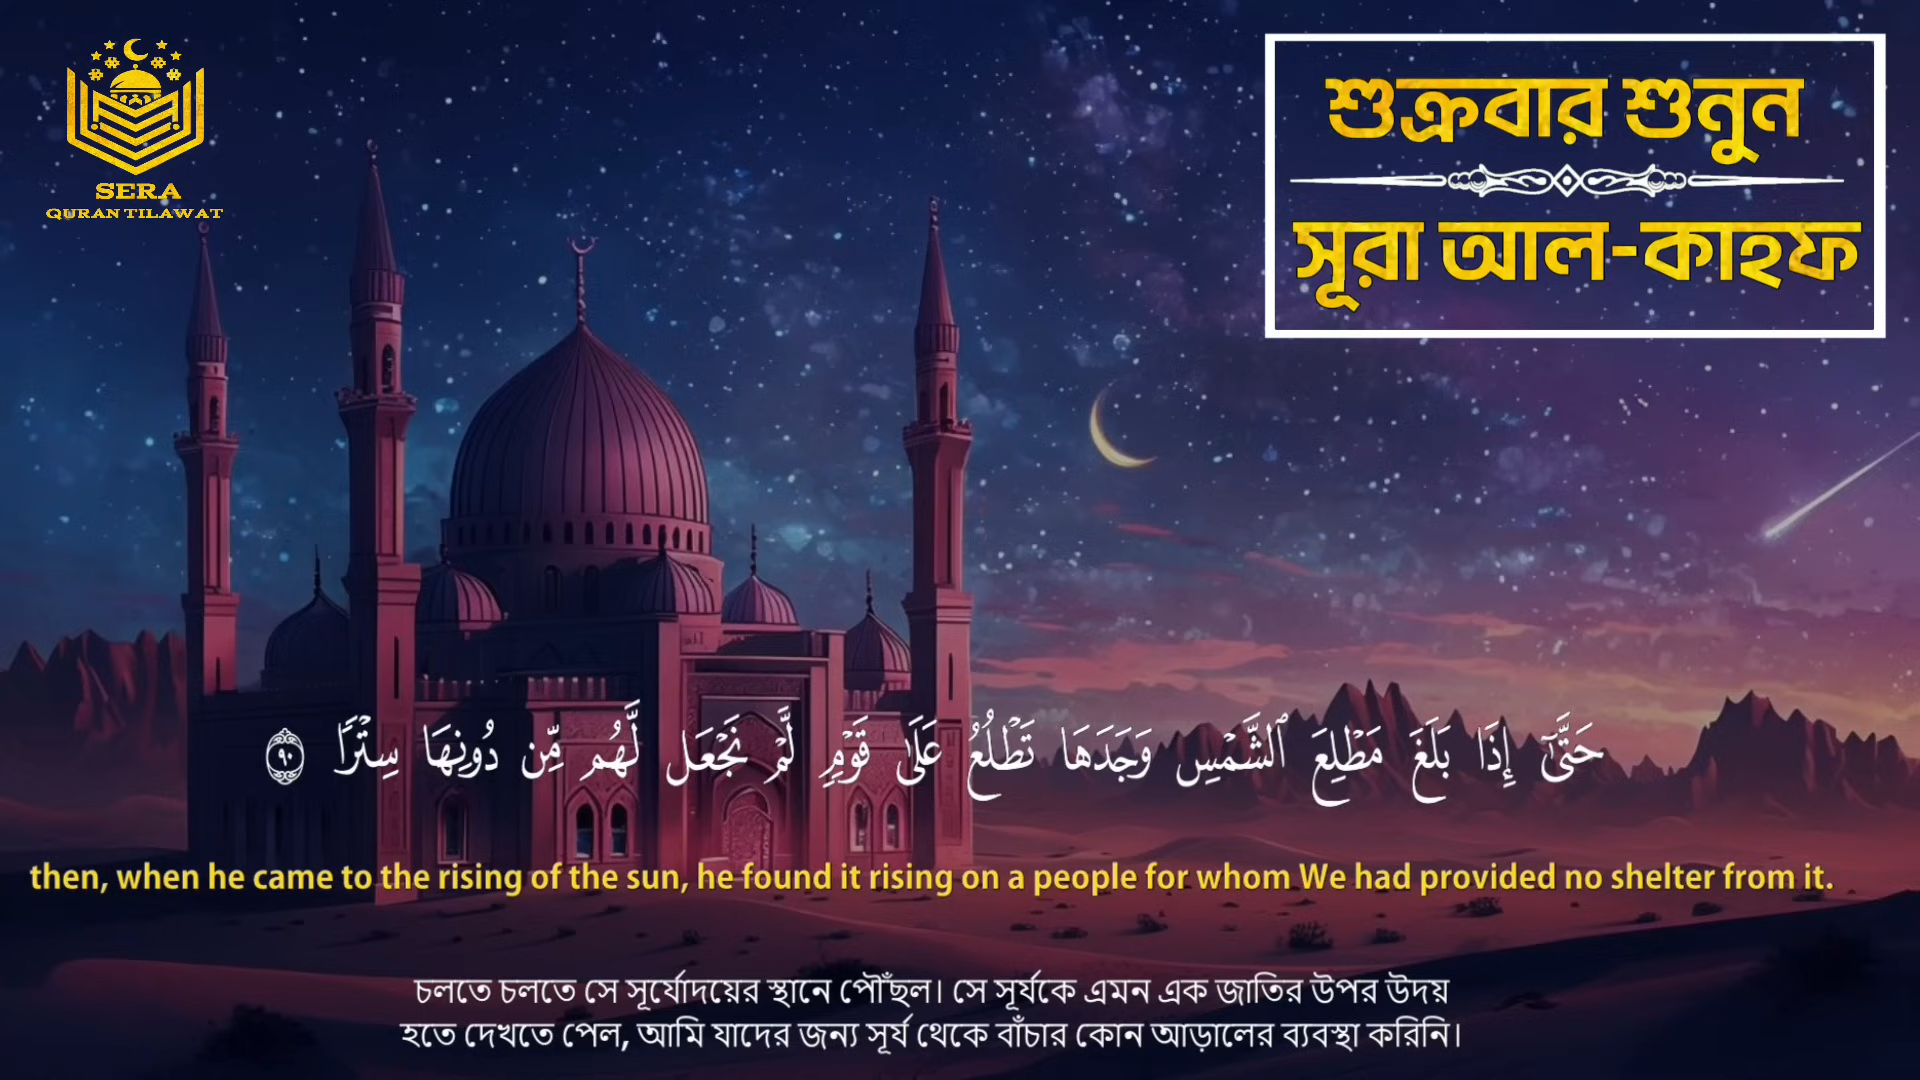 SERA
QURAN TILAWAT
শুক্রবার শুনুন
সূরা আল-কাহফ
حَتَّىٰٓ إِذَا بَلَغَ مَطْلِعَ ٱلشَّمْسِ وَجَدَهَا تَطْلُعُ عَلَىٰ قَوْمٍ لَّمْ نَجْعَل لَّهُم مِّن دُونِهَا سِتْرًا ٩٠
then, when he came to the rising of the sun, he found it rising on a people for whom We had provided no shelter from it.
চলতে চলতে সে সূর্যোদয়ের স্থানে পৌঁছল। সে সূর্যকে এমন এক জাতির উপর উদয়
হতে দেখতে পেল, আমি যাদের জন্য সূর্য থেকে বাঁচার কোন আড়ালের ব্যবস্থা করিনি।